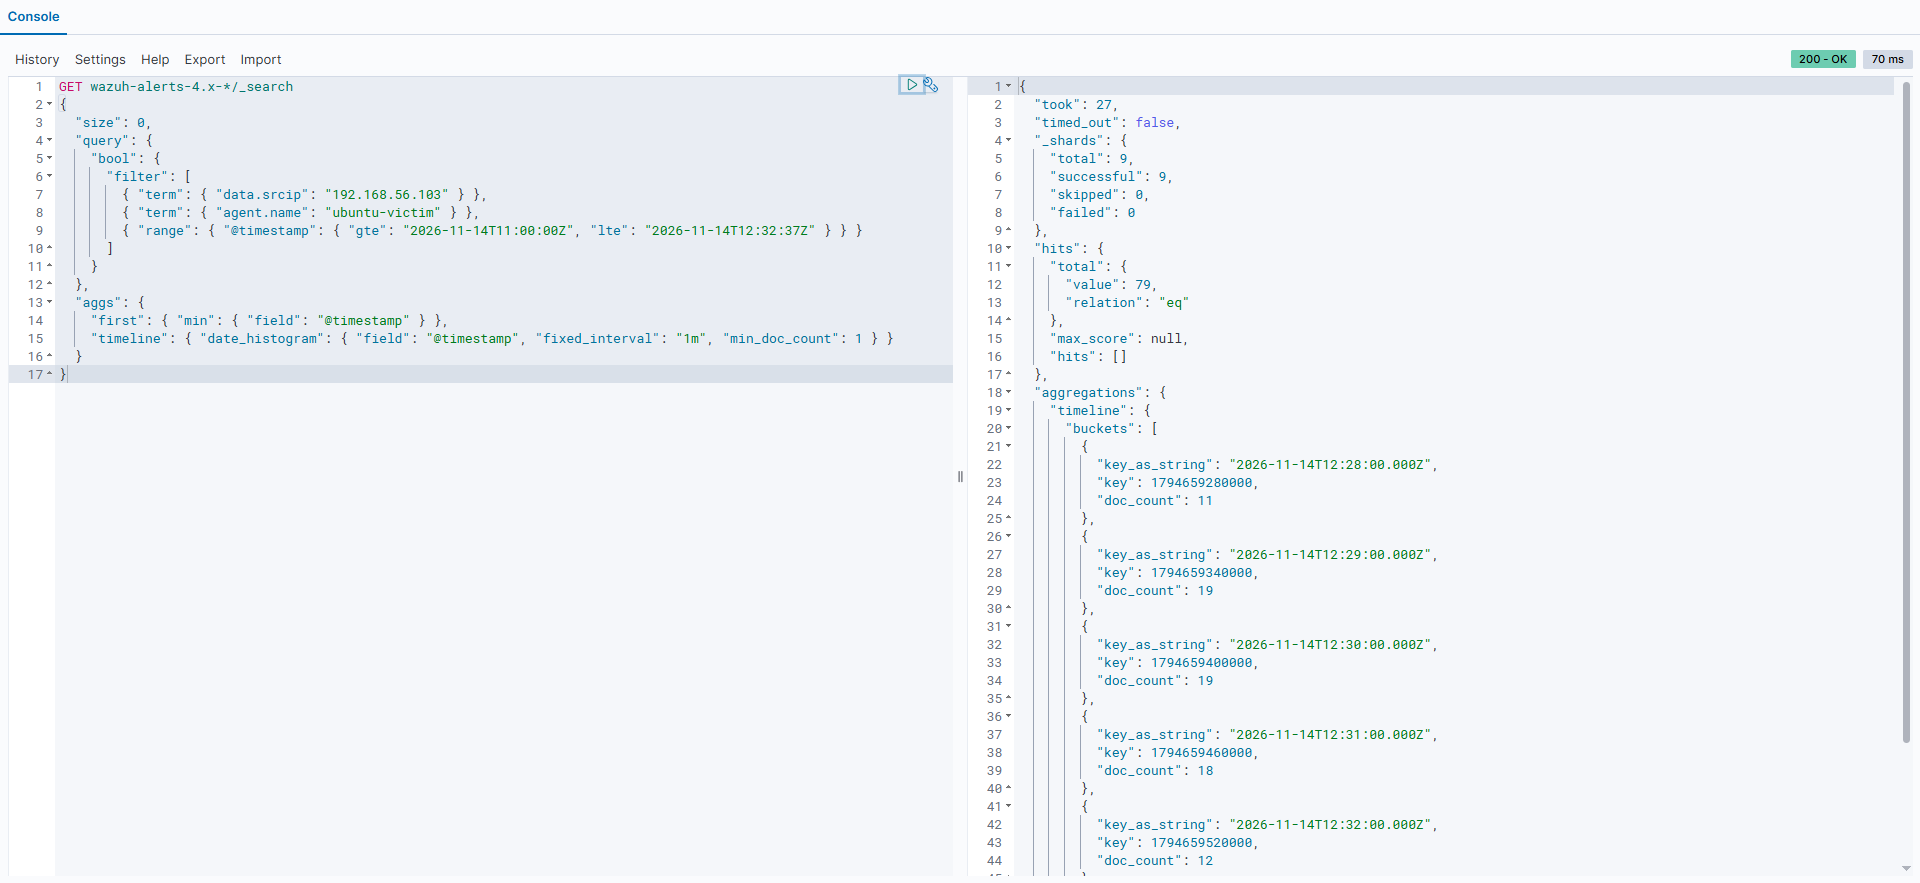 Console
History Settings Help Export Import
200 - OK 70 ms
1 GET wazuh-alerts-4.x-*/_search
2 {
3 "size": 0,
4 "query": {
5 "bool": {
6 "filter": [
7 { "term": { "data.srcip": "192.168.56.103" } },
8 { "term": { "agent.name": "ubuntu-victim" } },
9 { "range": { "@timestamp": { "gte": "2026-11-14T11:00:00Z", "lte": "2026-11-14T12:32:37Z" } } }
10 ]
11 }
12 },
13 "aggs": {
14 "first": { "min": { "field": "@timestamp" } },
15 "timeline": { "date_histogram": { "field": "@timestamp", "fixed_interval": "1m", "min_doc_count": 1 } }
16 }
17 }
1 {
2 "took": 27,
3 "timed_out": false,
4 "_shards": {
5 "total": 9,
6 "successful": 9,
7 "skipped": 0,
8 "failed": 0
9 },
10 "hits": {
11 "total": {
12 "value": 79,
13 "relation": "eq"
14 },
15 "max_score": null,
16 "hits": []
17 },
18 "aggregations": {
19 "timeline": {
20 "buckets": [
21 {
22 "key_as_string": "2026-11-14T12:28:00.000Z",
23 "key": 1794659280000,
24 "doc_count": 11
25 },
26 {
27 "key_as_string": "2026-11-14T12:29:00.000Z",
28 "key": 1794659340000,
29 "doc_count": 19
30 },
31 {
32 "key_as_string": "2026-11-14T12:30:00.000Z",
33 "key": 1794659400000,
34 "doc_count": 19
35 },
36 {
37 "key_as_string": "2026-11-14T12:31:00.000Z",
38 "key": 1794659460000,
39 "doc_count": 18
40 },
41 {
42 "key_as_string": "2026-11-14T12:32:00.000Z",
43 "key": 1794659520000,
44 "doc_count": 12